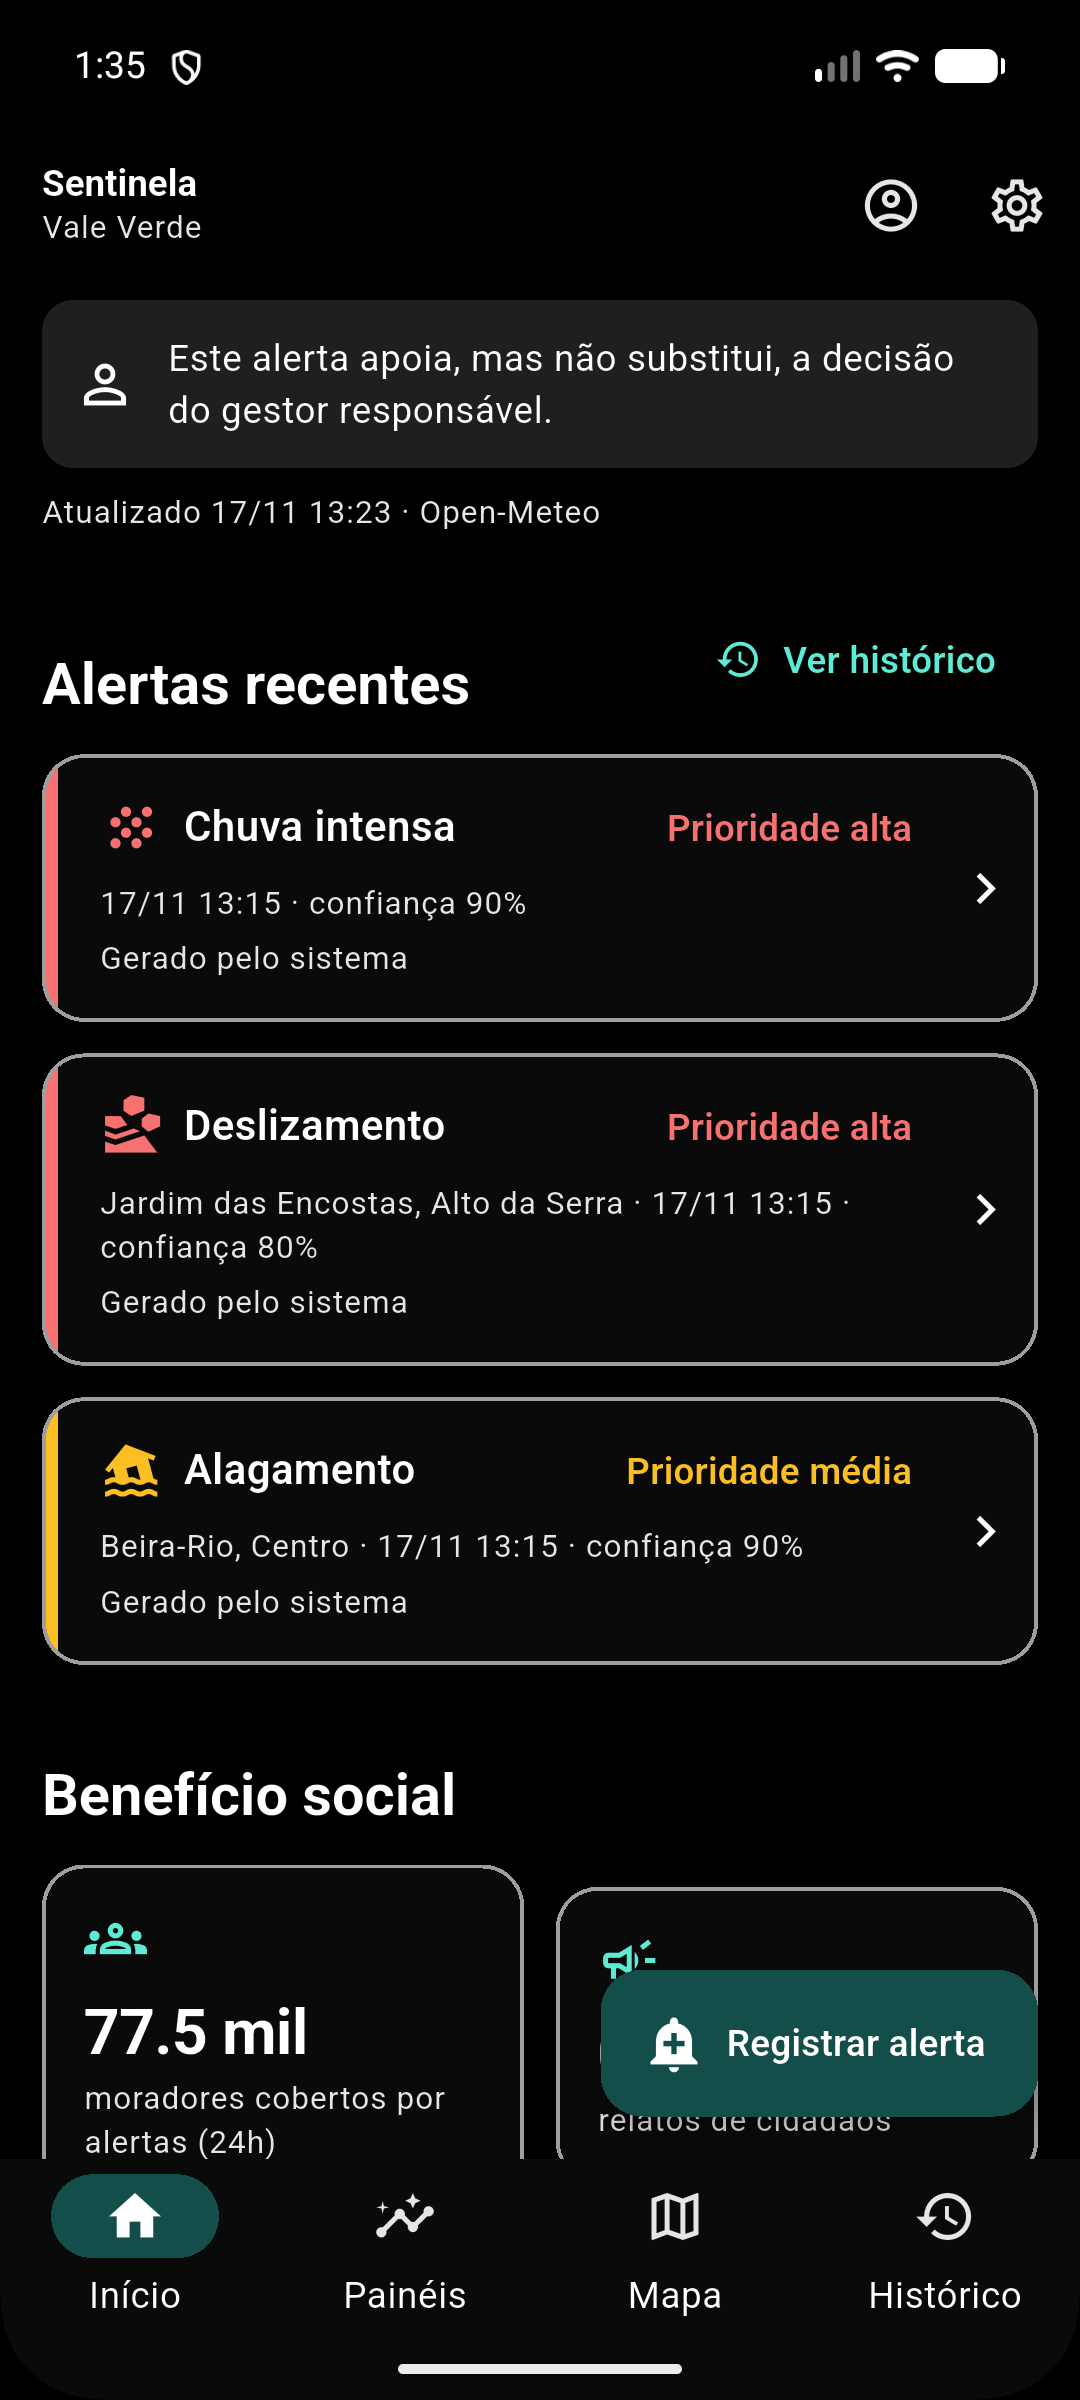 1:35
Sentinela
Vale Verde
Este alerta apoia, mas não substitui, a decisão
do gestor responsável.
Atualizado 17/11 13:23 · Open-Meteo
Alertas recentes
Ver histórico
Chuva intensa
Prioridade alta
17/11 13:15 · confiança 90%
Gerado pelo sistema
Deslizamento
Prioridade alta
Jardim das Encostas, Alto da Serra · 17/11 13:15 ·
confiança 80%
Gerado pelo sistema
Alagamento
Prioridade média
Beira-Rio, Centro · 17/11 13:15 · confiança 90%
Gerado pelo sistema
Benefício social
77.5 mil
moradores cobertos por
alertas (24h)
Registrar alerta
relatos de cidadãos
Início
Painéis
Mapa
Histórico